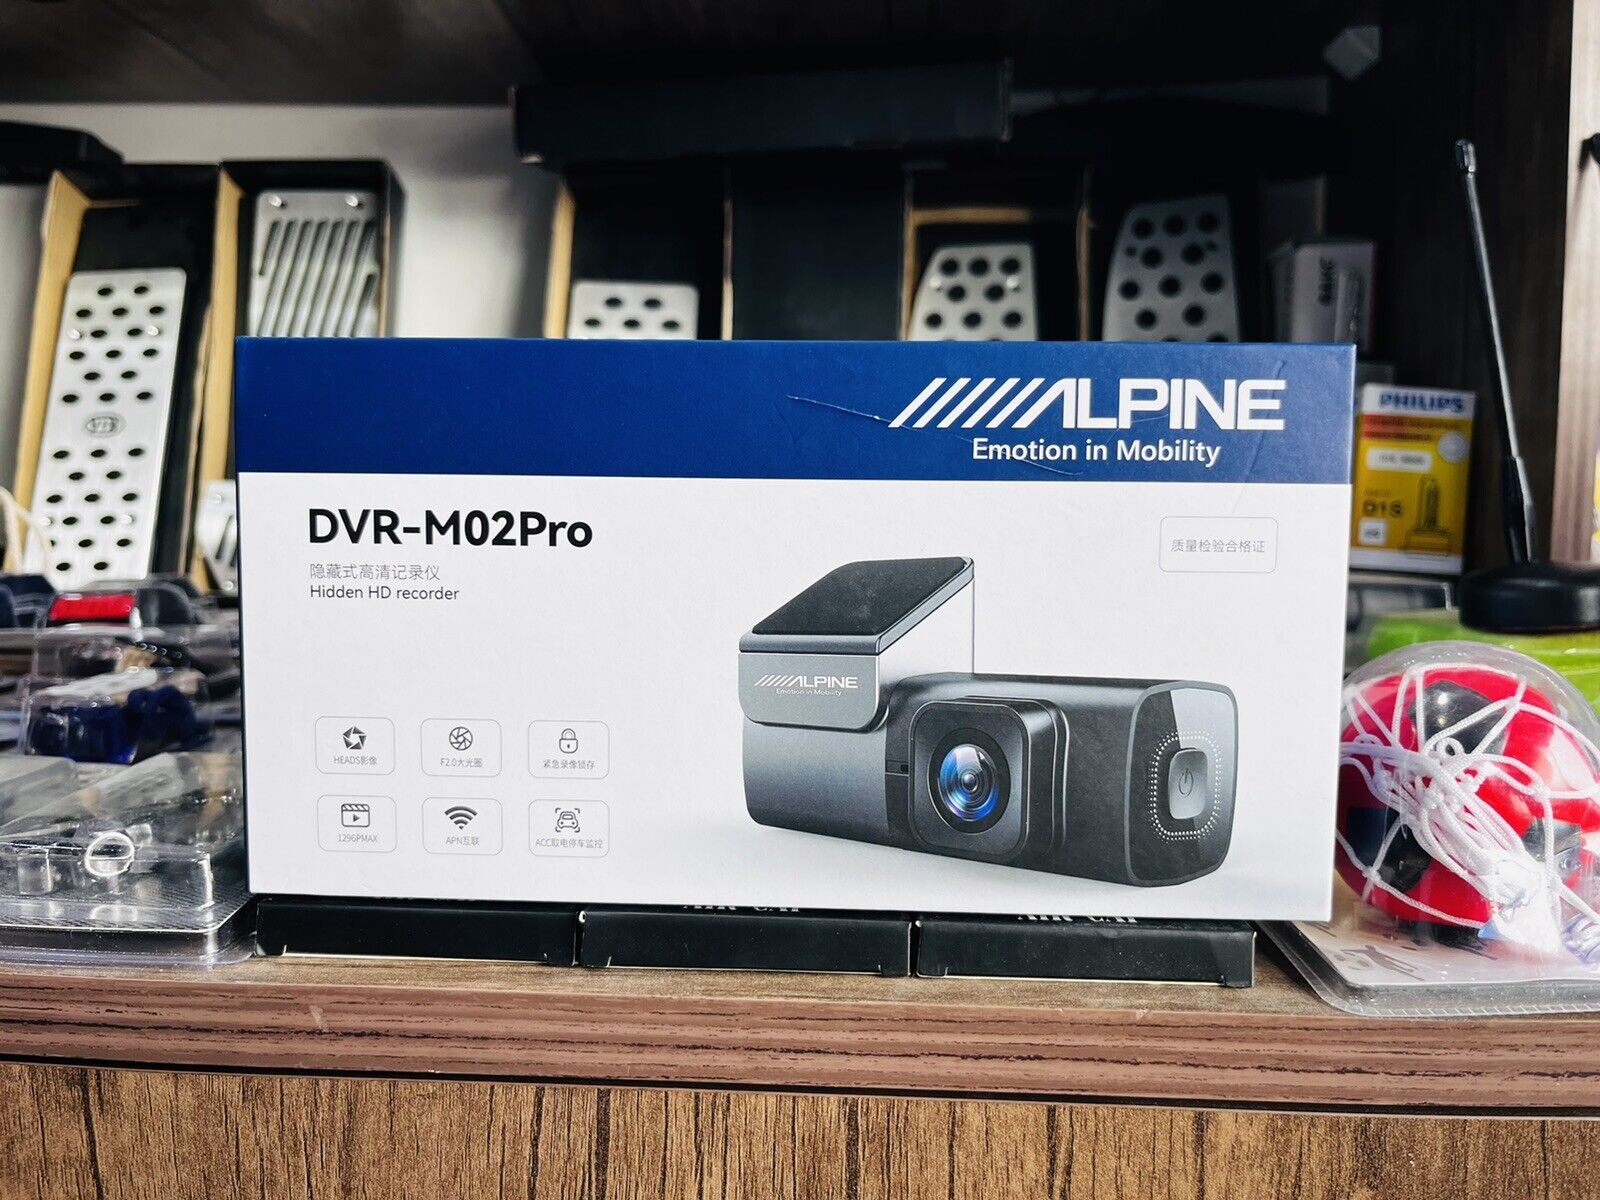 ALPINE
Emotion in Mobility
DVR-M02Pro
隐藏式高清记录仪
Hidden HD recorder
质量检验合格证
ALPINE
Emotion in Mobility
HEADS影像
F2.0大光圈
紧急录像锁存
1296PMAX
APN互联
ACC取电停车监控
PHILIPS
D1S